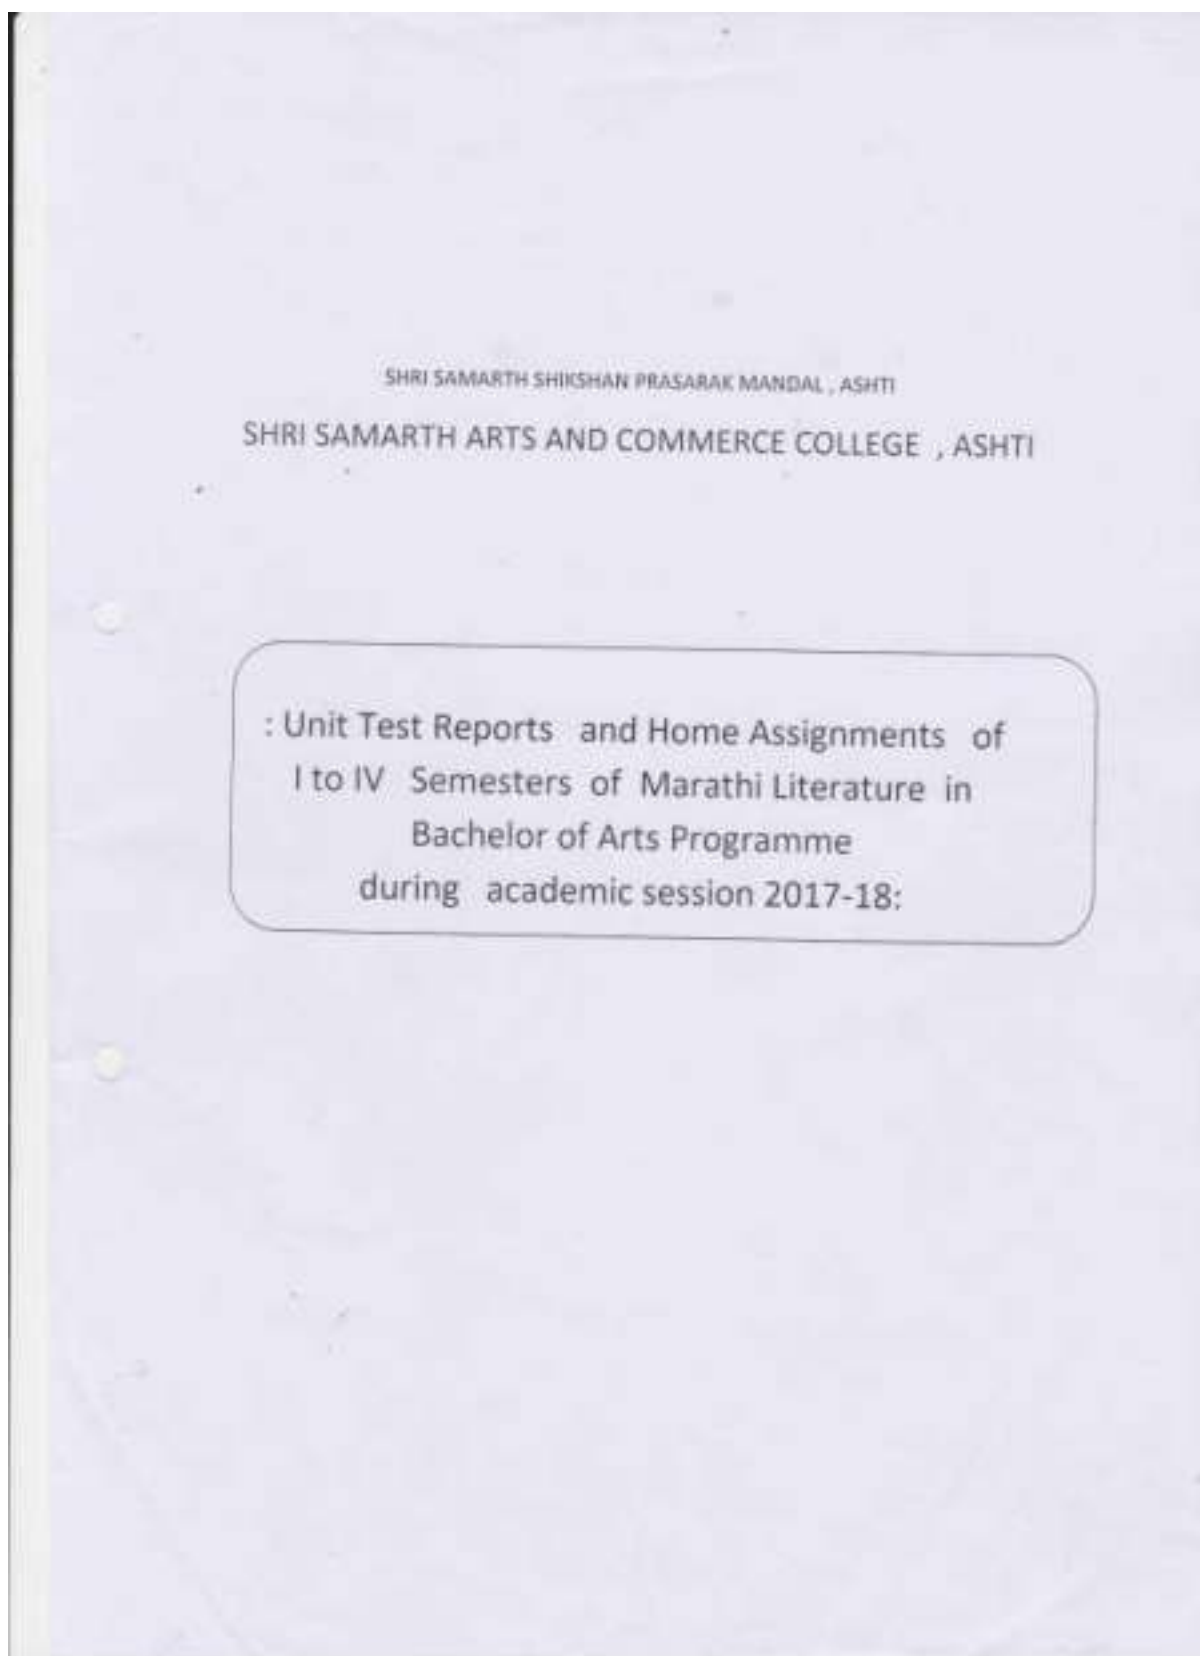 SHRI SAMARTH SHIKSHAN PRASARAK MANDAL , ASHTI
SHRI SAMARTH ARTS AND COMMERCE COLLEGE , ASHTI
: Unit Test Reports and Home Assignments of
I to IV Semesters of Marathi Literature in
Bachelor of Arts Programme
during academic session 2017-18: